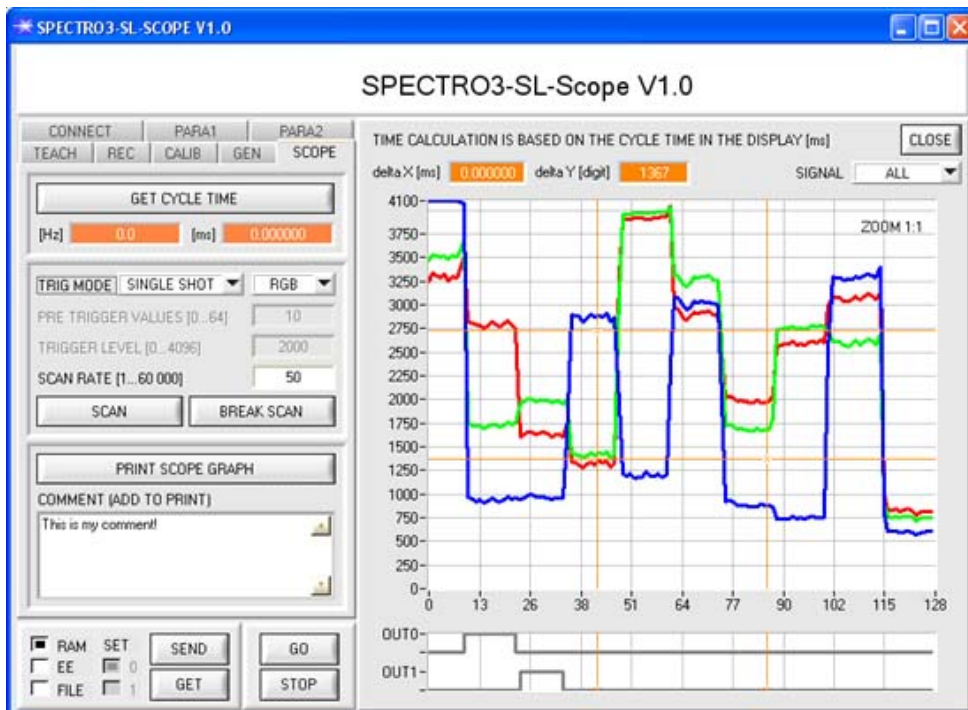 SPECTRO3-SL-SCOPE V1.0
SPECTRO3-SL-Scope V1.0
CONNECT PARA1 PARA2
TEACH REC CALIB GEN SCOPE
GET CYCLE TIME
[Hz] 0.0 [ms] 0.000000
TRIG MODE SINGLE SHOT RGB
PRE TRIGGER VALUES [0...64] 10
TRIGGER LEVEL [0...4096] 2000
SCAN RATE [1...60 000] 50
SCAN BREAK SCAN
PRINT SCOPE GRAPH
COMMENT (ADD TO PRINT)
This is my comment!
RAM SET SEND GO
EE 0
FILE 1 GET STOP
TIME CALCULATION IS BASED ON THE CYCLE TIME IN THE DISPLAY [ms] CLOSE
delta X [ms] 0.000000 delta Y [digit] 1367 SIGNAL ALL
ZOOM 1:1
4100
3750
3500
3250
3000
2750
2500
2250
2000
1750
1500
1250
1000
750
500
250
0
0 13 26 38 51 64 77 90 102 115 128
OUT0
OUT1